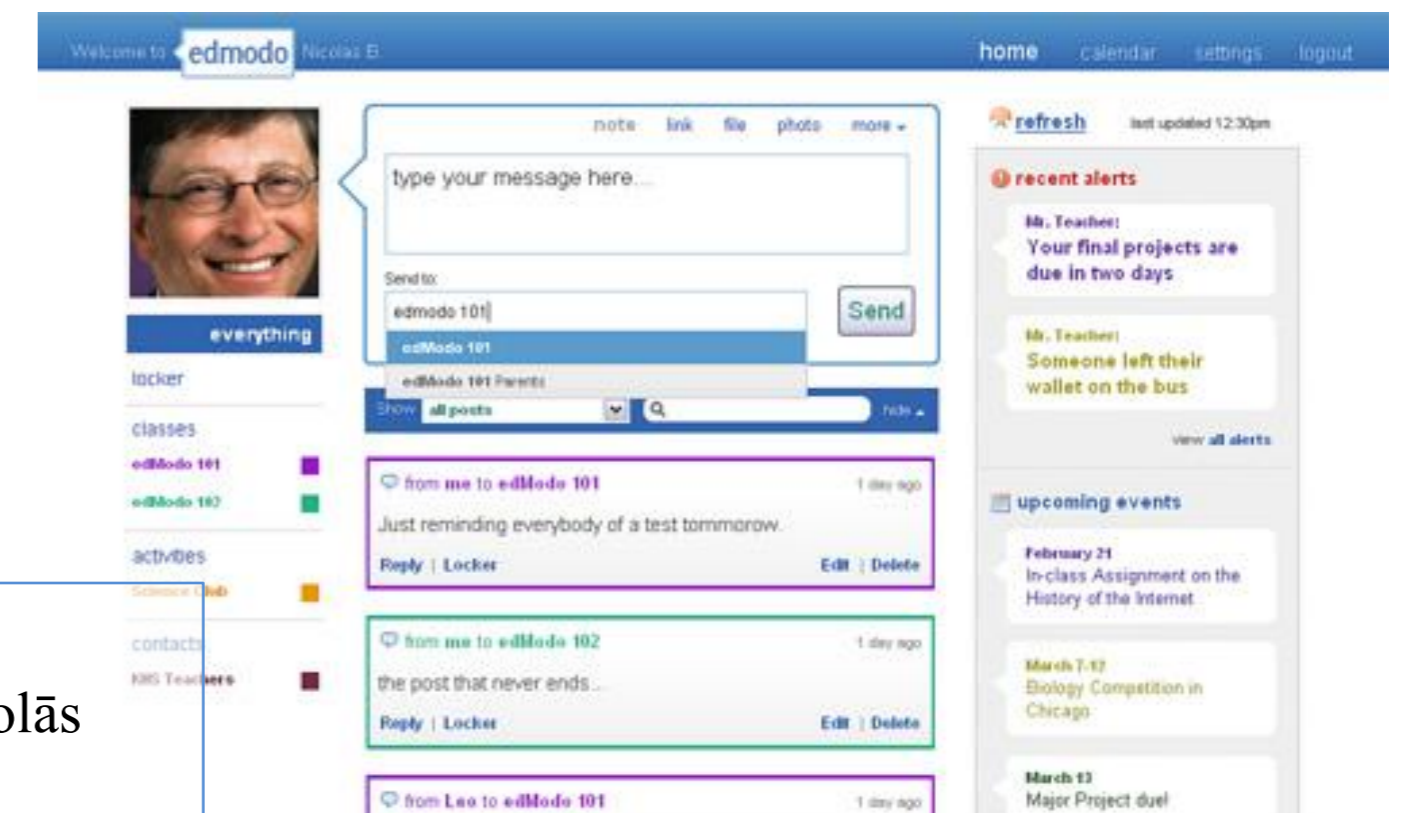 Welcome to edmodo Nicolas B.
home calendar settings logout
note link file photo more
type your message here...
Send to:
edmodo 101
Send
edModo 101
edModo 101 Parents
Show all posts hide
everything
locker
classes
edModo 101
edModo 102
activities
Science Club
contacts
KHS Teachers
olās
from me to edModo 101 1 day ago
Just reminding everybody of a test tommorow.
Reply | Locker Edit | Delete
from me to edModo 102 1 day ago
the post that never ends...
Reply | Locker Edit | Delete
from Leo to edModo 101 1 day ago
refresh last updated 12:30pm
recent alerts
Mr. Teacher:
Your final projects are
due in two days
Mr. Teacher:
Someone left their
wallet on the bus
view all alerts
upcoming events
February 21
In-class Assignment on the
History of the Internet
March 7-12
Biology Competition in
Chicago
March 13
Major Project due!